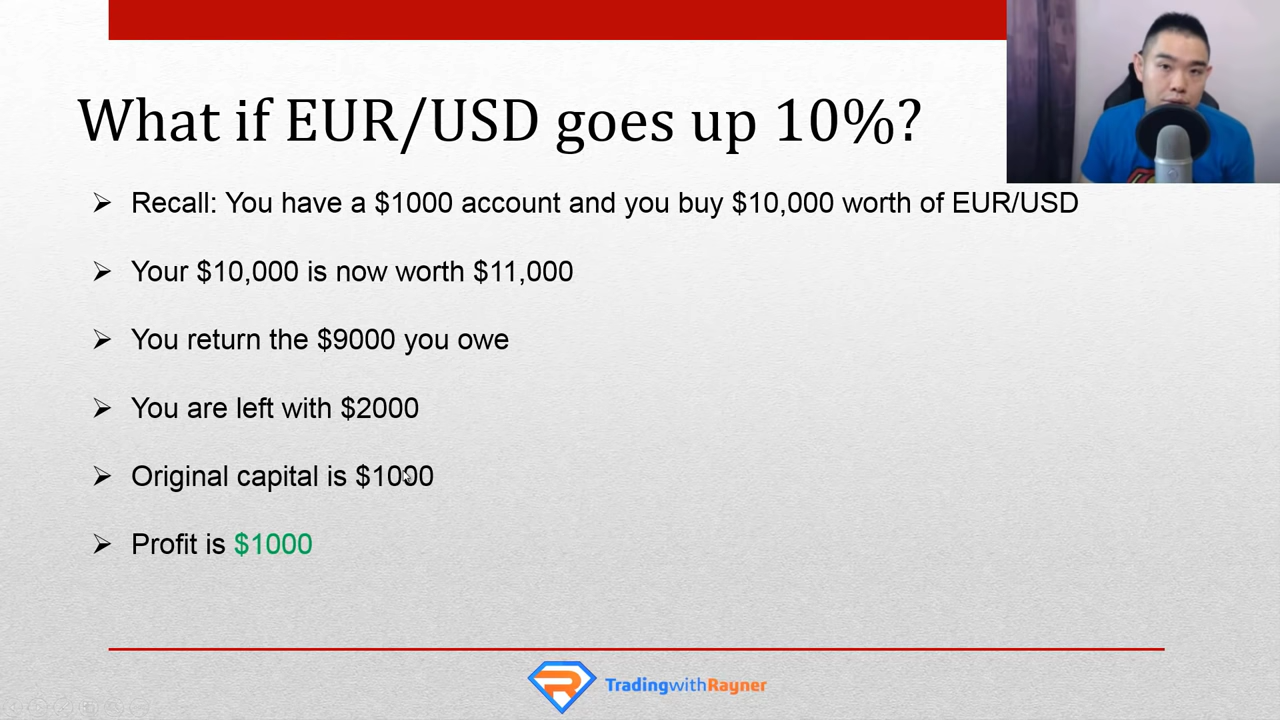 What if EUR/USD goes up 10%?
Recall: You have a $1000 account and you buy $10,000 worth of EUR/USD
Your $10,000 is now worth $11,000
You return the $9000 you owe
You are left with $2000
Original capital is $1000
Profit is $1000
TradingwithRayner